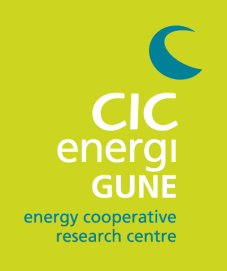 CIC
energi
GUNE
energy cooperative
research centre